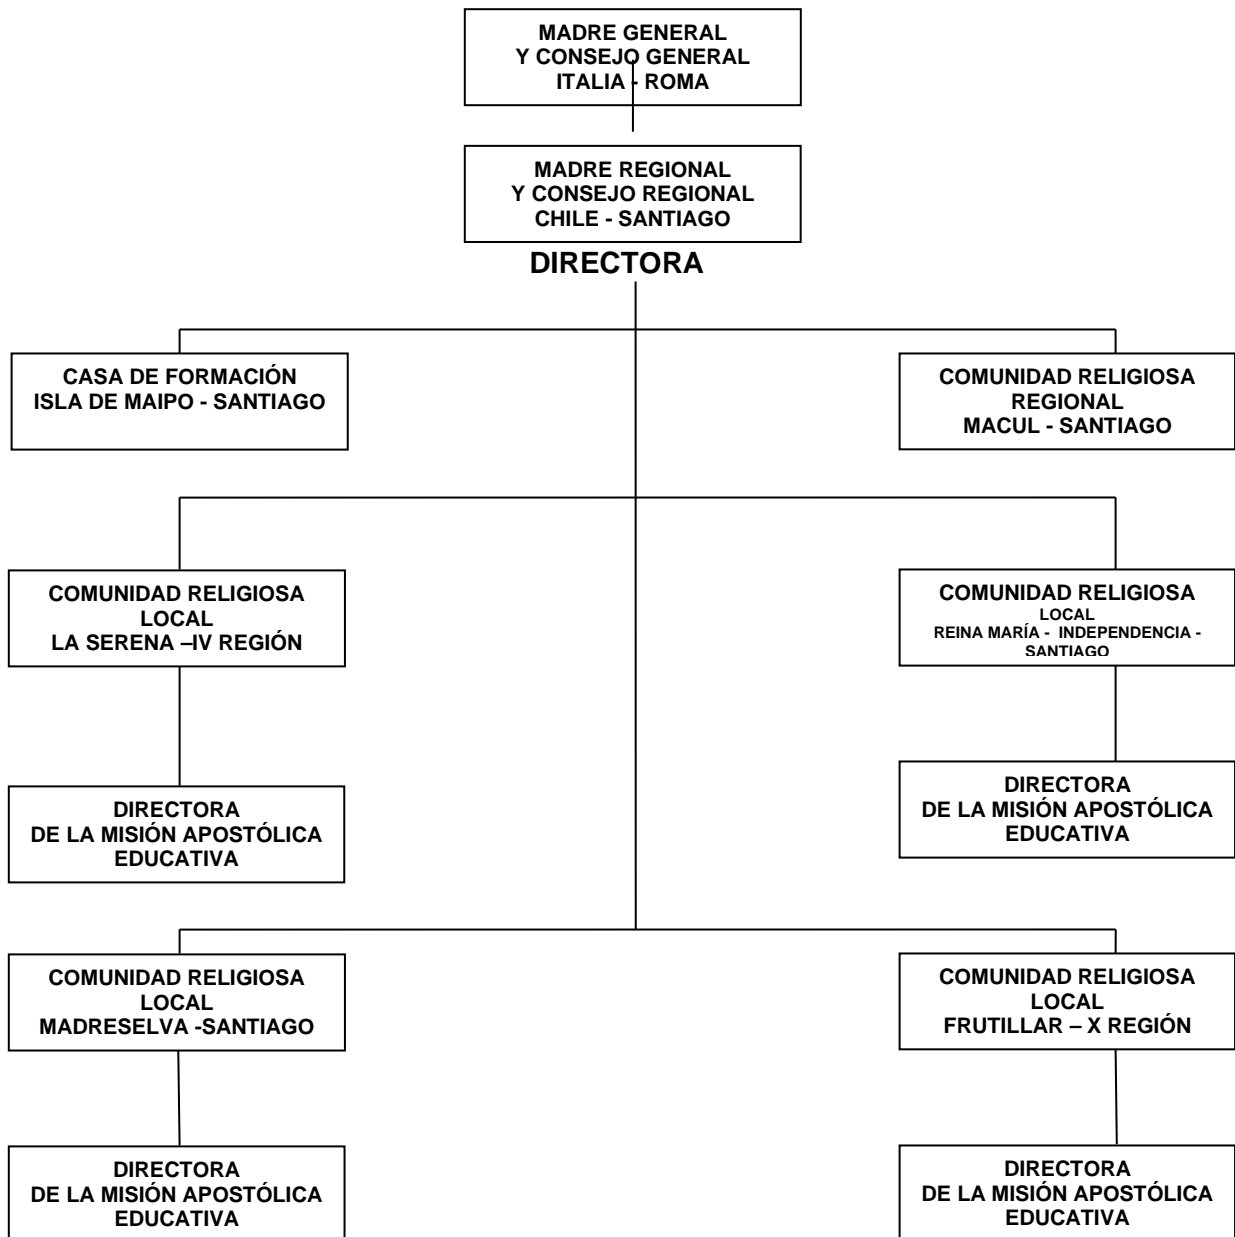 MADRE GENERAL
Y CONSEJO GENERAL
ITALIA - ROMA
MADRE REGIONAL
Y CONSEJO REGIONAL
CHILE - SANTIAGO
DIRECTORA
CASA DE FORMACIÓN
ISLA DE MAIPO - SANTIAGO
COMUNIDAD RELIGIOSA
REGIONAL
MACUL - SANTIAGO
COMUNIDAD RELIGIOSA
LOCAL
LA SERENA –IV REGIÓN
COMUNIDAD RELIGIOSA
LOCAL
REINA MARÍA - INDEPENDENCIA -
SANTIAGO
DIRECTORA
DE LA MISIÓN APOSTÓLICA
EDUCATIVA
DIRECTORA
DE LA MISIÓN APOSTÓLICA
EDUCATIVA
COMUNIDAD RELIGIOSA
LOCAL
MADRESELVA -SANTIAGO
COMUNIDAD RELIGIOSA
LOCAL
FRUTILLAR – X REGIÓN
DIRECTORA
DE LA MISIÓN APOSTÓLICA
EDUCATIVA
DIRECTORA
DE LA MISIÓN APOSTÓLICA
EDUCATIVA